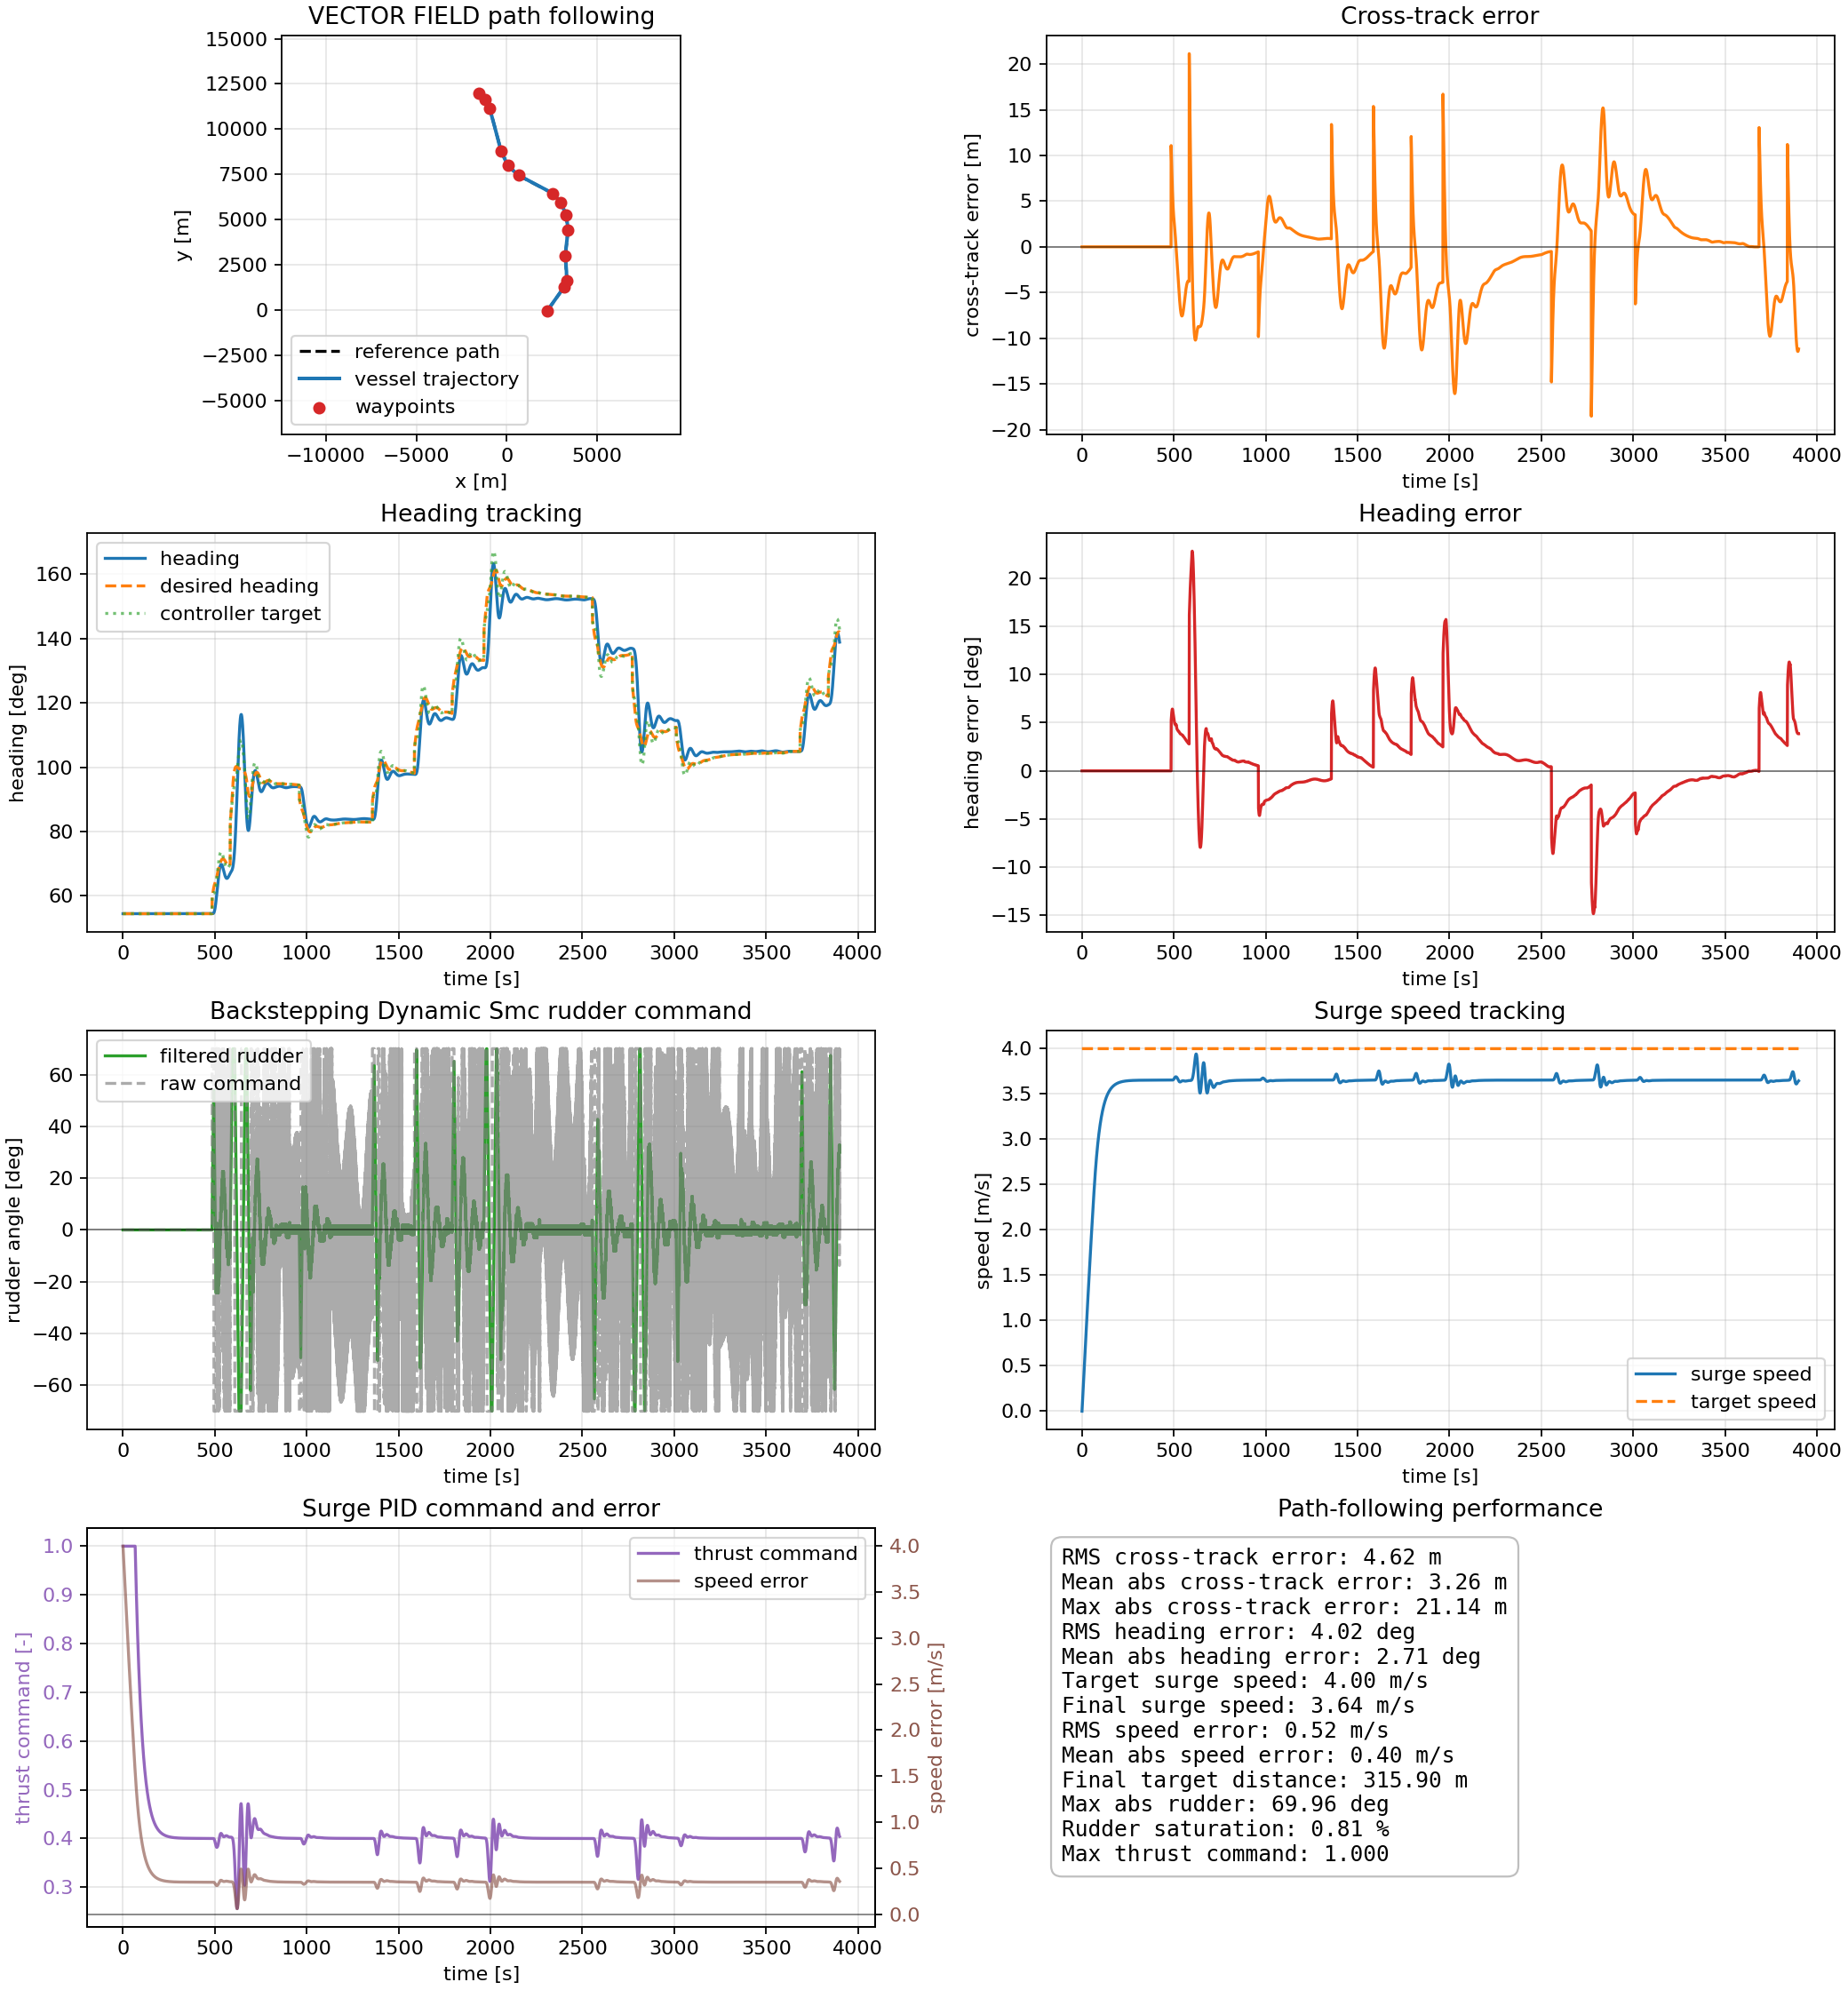 VECTOR FIELD path following
15000
12500
10000
7500
5000
2500
0
−2500
−5000
y [m]
−10000 −5000 0 5000
x [m]
reference path
vessel trajectory
waypoints
Cross-track error
20
15
10
5
0
−5
−10
−15
−20
cross-track error [m]
0 500 1000 1500 2000 2500 3000 3500 4000
time [s]
Heading tracking
160
140
120
100
80
60
heading [deg]
heading
desired heading
controller target
0 500 1000 1500 2000 2500 3000 3500 4000
time [s]
Heading error
20
15
10
5
0
−5
−10
−15
heading error [deg]
0 500 1000 1500 2000 2500 3000 3500 4000
time [s]
Backstepping Dynamic Smc rudder command
60
40
20
0
−20
−40
−60
rudder angle [deg]
filtered rudder
raw command
0 500 1000 1500 2000 2500 3000 3500 4000
time [s]
Surge speed tracking
4.0
3.5
3.0
2.5
2.0
1.5
1.0
0.5
0.0
speed [m/s]
surge speed
target speed
0 500 1000 1500 2000 2500 3000 3500 4000
time [s]
Surge PID command and error
1.0
0.9
0.8
0.7
0.6
0.5
0.4
0.3
thrust command [-]
thrust command
speed error
4.0
3.5
3.0
2.5
2.0
1.5
1.0
0.5
0.0
speed error [m/s]
0 500 1000 1500 2000 2500 3000 3500 4000
time [s]
Path-following performance
RMS cross-track error: 4.62 m
Mean abs cross-track error: 3.26 m
Max abs cross-track error: 21.14 m
RMS heading error: 4.02 deg
Mean abs heading error: 2.71 deg
Target surge speed: 4.00 m/s
Final surge speed: 3.64 m/s
RMS speed error: 0.52 m/s
Mean abs speed error: 0.40 m/s
Final target distance: 315.90 m
Max abs rudder: 69.96 deg
Rudder saturation: 0.81 %
Max thrust command: 1.000